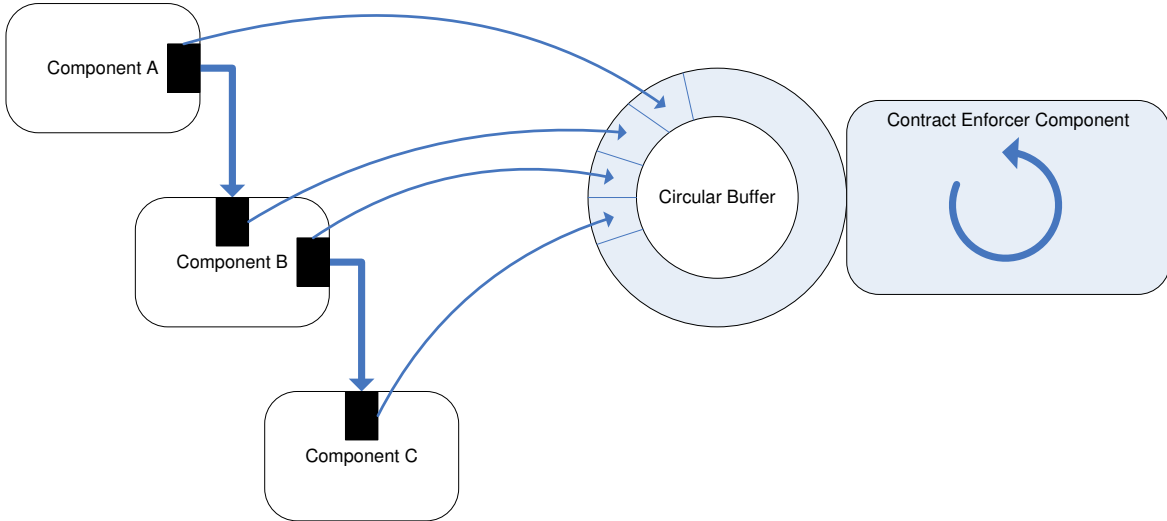 Component A
Contract Enforcer Component
Circular Buffer
Component B
Component C